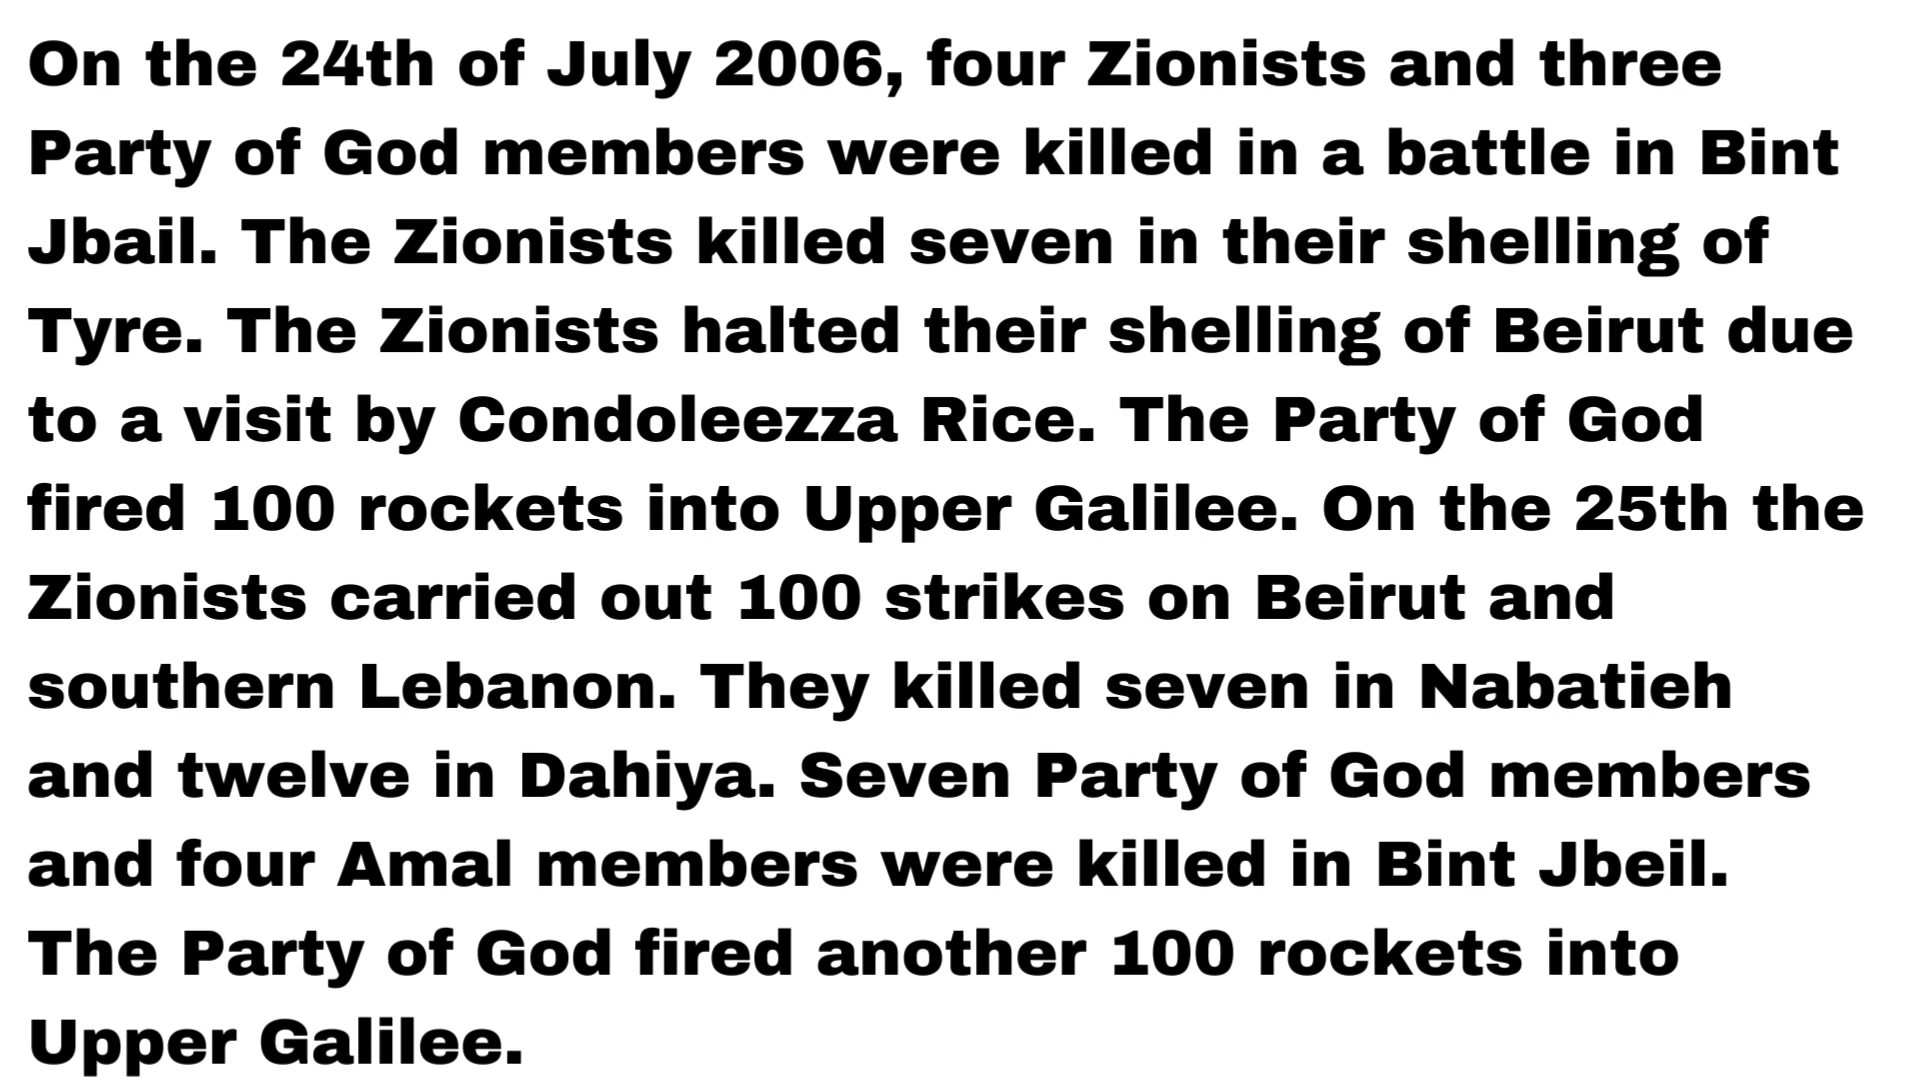 On the 24th of July 2006, four Zionists and three
Party of God members were killed in a battle in Bint
Jbail. The Zionists killed seven in their shelling of
Tyre. The Zionists halted their shelling of Beirut due
to a visit by Condoleezza Rice. The Party of God
fired 100 rockets into Upper Galilee. On the 25th the
Zionists carried out 100 strikes on Beirut and
southern Lebanon. They killed seven in Nabatieh
and twelve in Dahiya. Seven Party of God members
and four Amal members were killed in Bint Jbeil.
The Party of God fired another 100 rockets into
Upper Galilee.